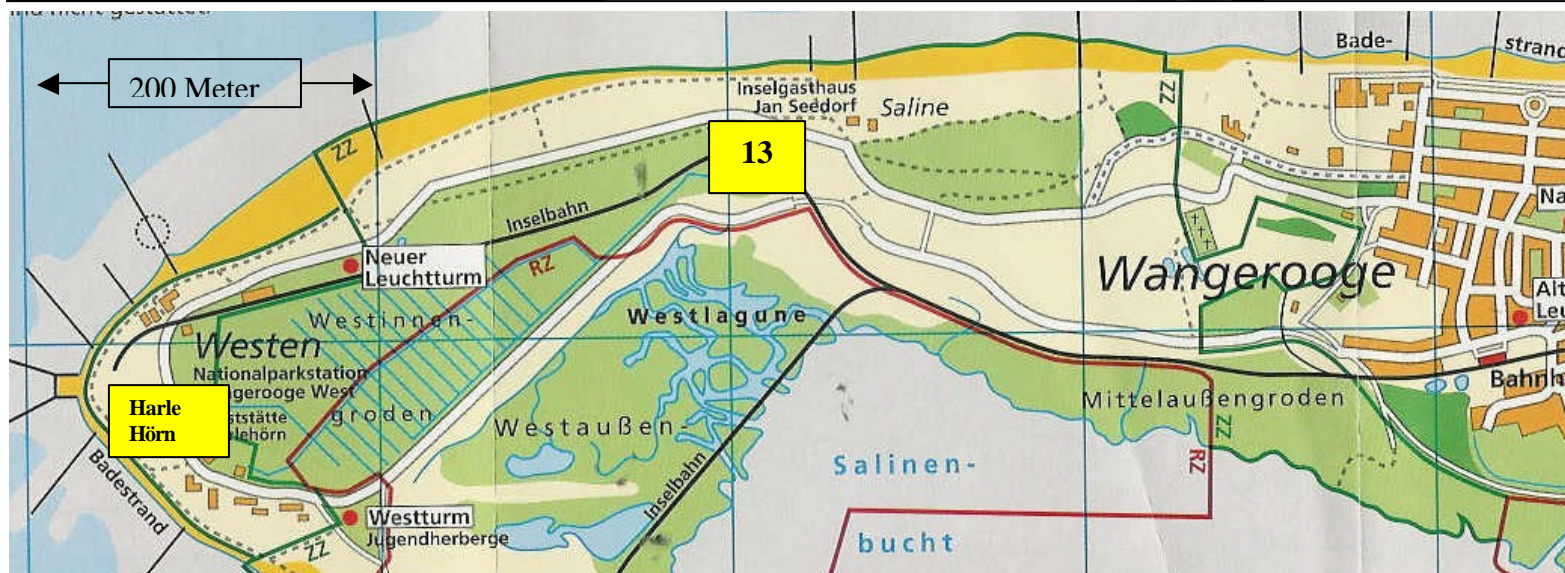 200 Meter
Bade-
strand
Inselgasthaus
Jan Seedorf
Saline
ZZ
ZZ
13
Inselbahn
Neuer
Leuchtturm
RZ
Wangerooge
Westinnen-
groden
Westlagune
Westen
Nationalparkstation
West
Harle
Hörn
Westaußen-
Mittelaußengroden
Salinen-
bucht
ZZ
RZ
Badestrand
Inselbahn
Westturm
Jugendherberge
ZZ